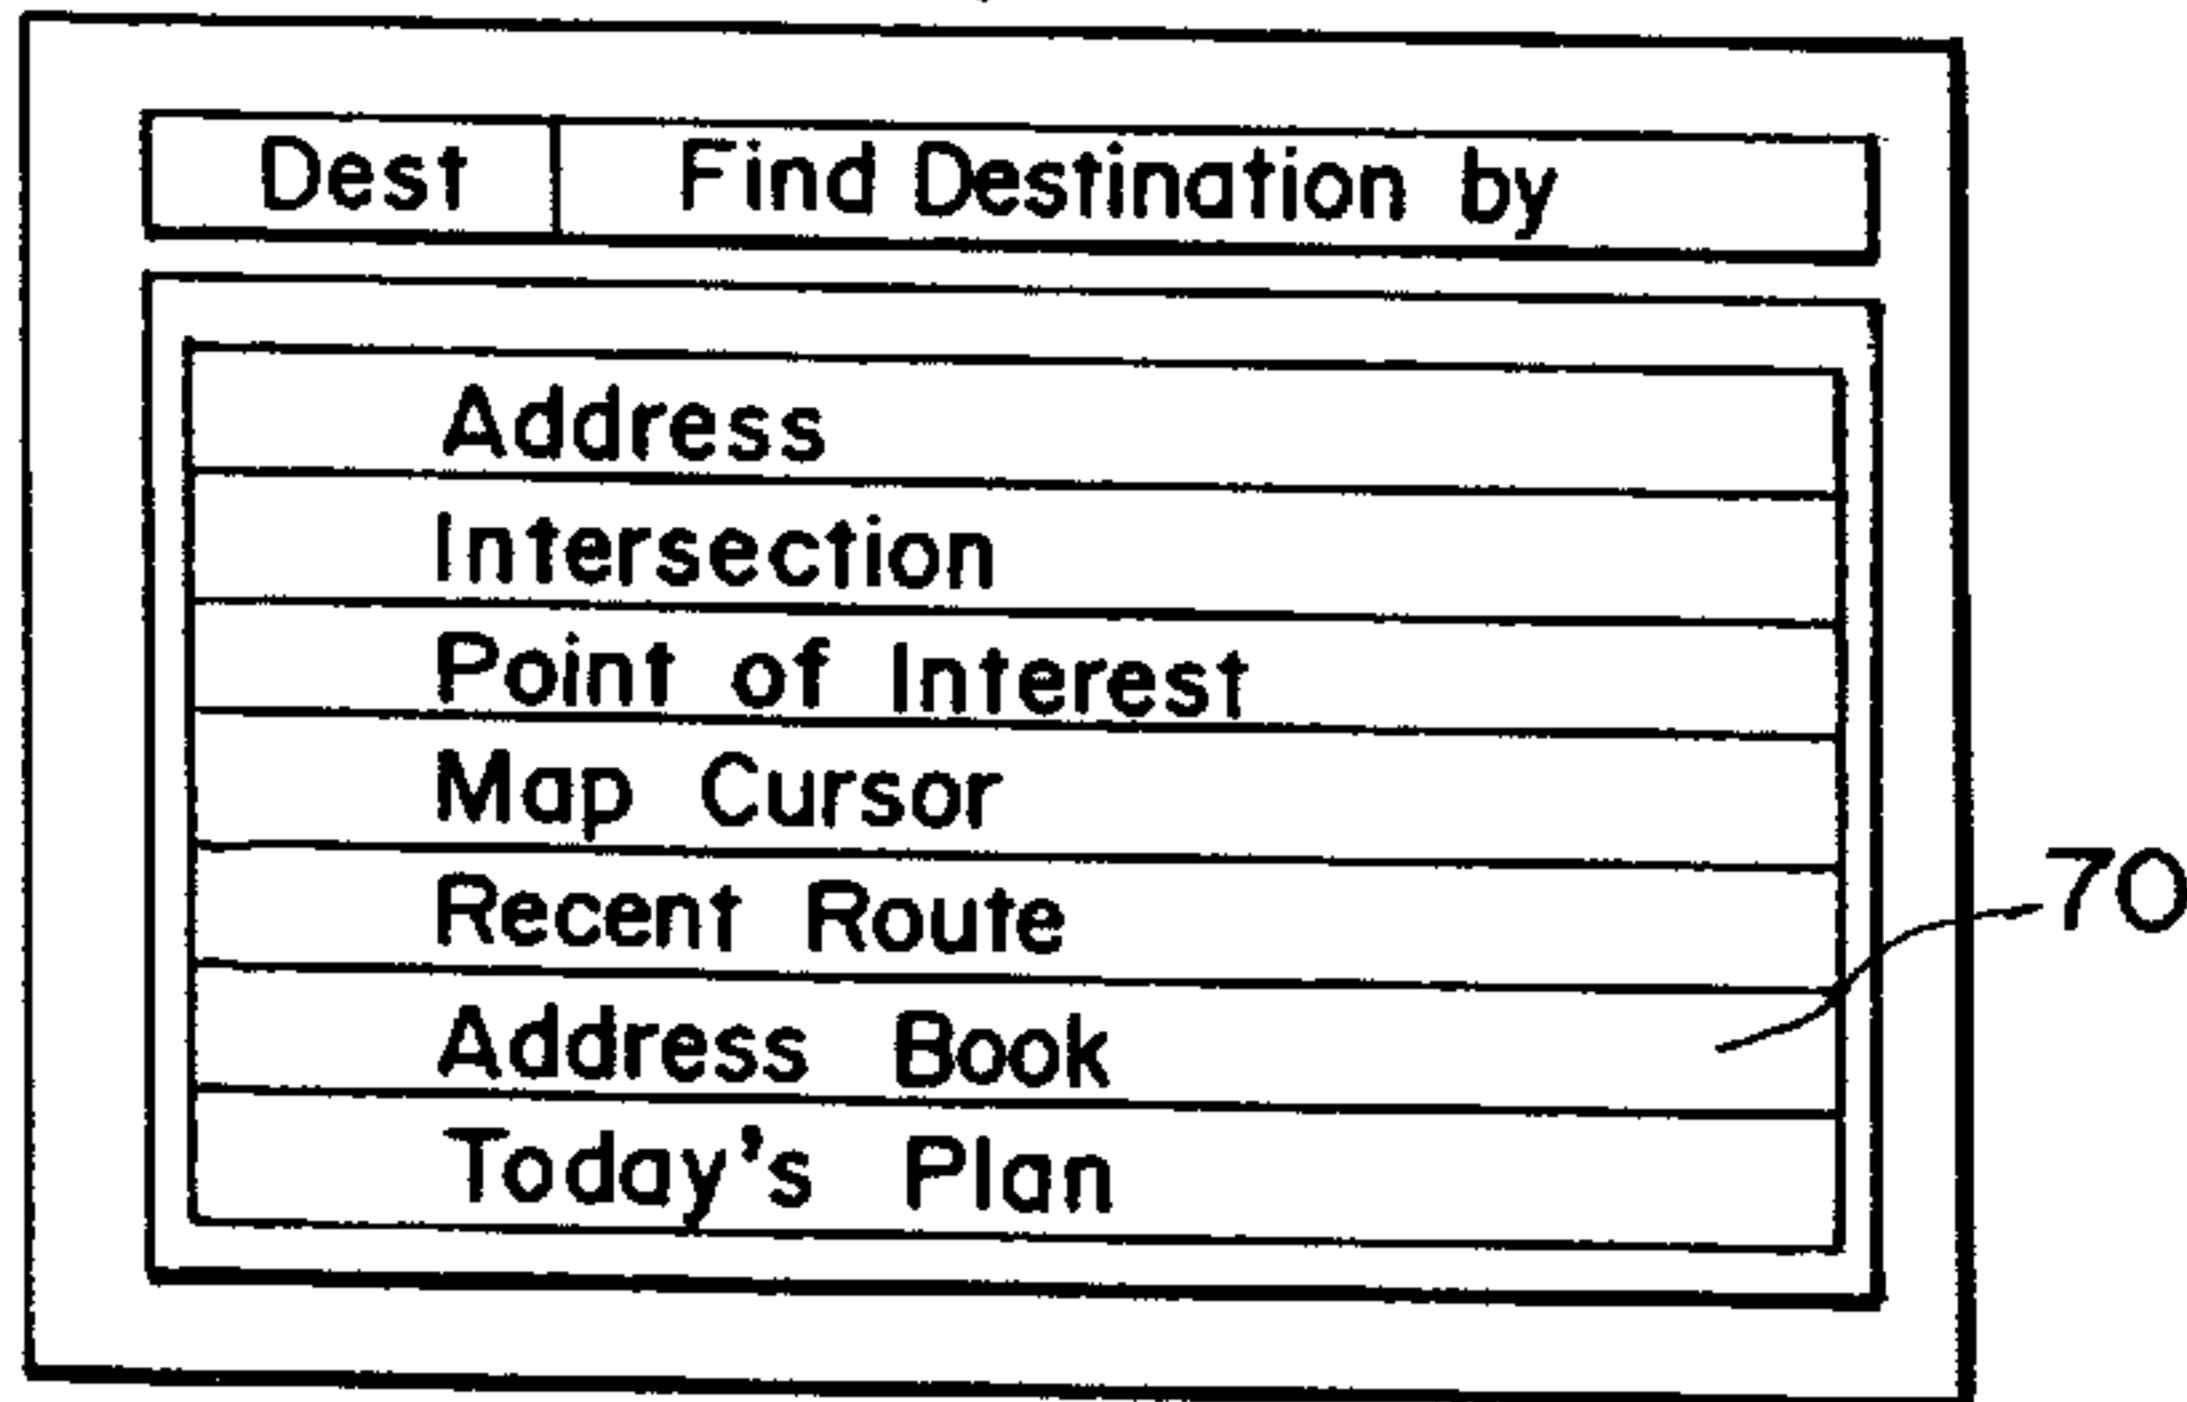 Dest Find Destination by
Address
Intersection
Point of Interest
Map Cursor
Recent Route
70
Address Book
Today's Plan